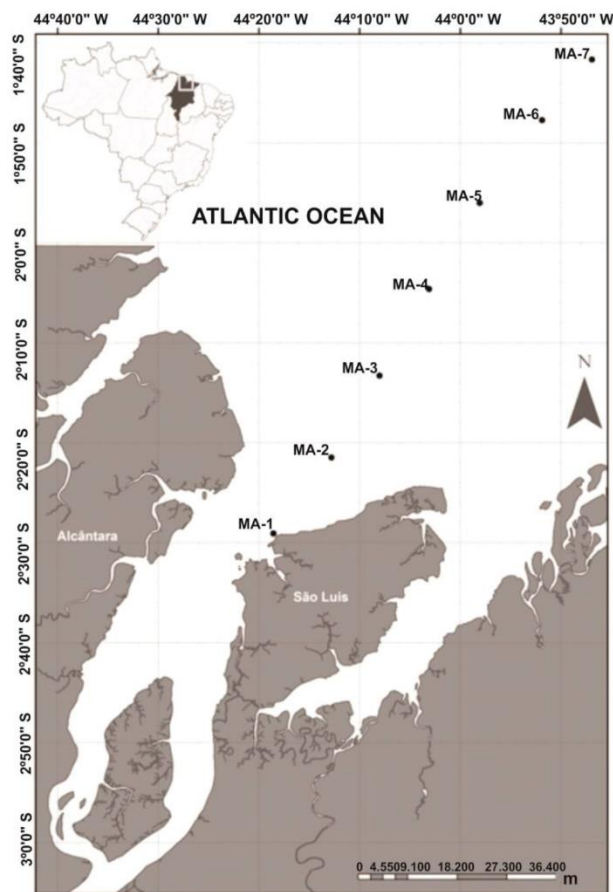 44°40'0" W 44°30'0" W 44°20'0" W 44°10'0" W 44°0'0" W 43°50'0" W
1°40'0" S
1°50'0" S
2°0'0" S
2°10'0" S
2°20'0" S
2°30'0" S
2°40'0" S
2°50'0" S
3°0'0" S
MA-7
MA-6
MA-5
ATLANTIC OCEAN
MA-4
MA-3
N
MA-2
MA-1
Alcântara
São Luis
0 4.5509.100 18.200 27.300 36.400
m